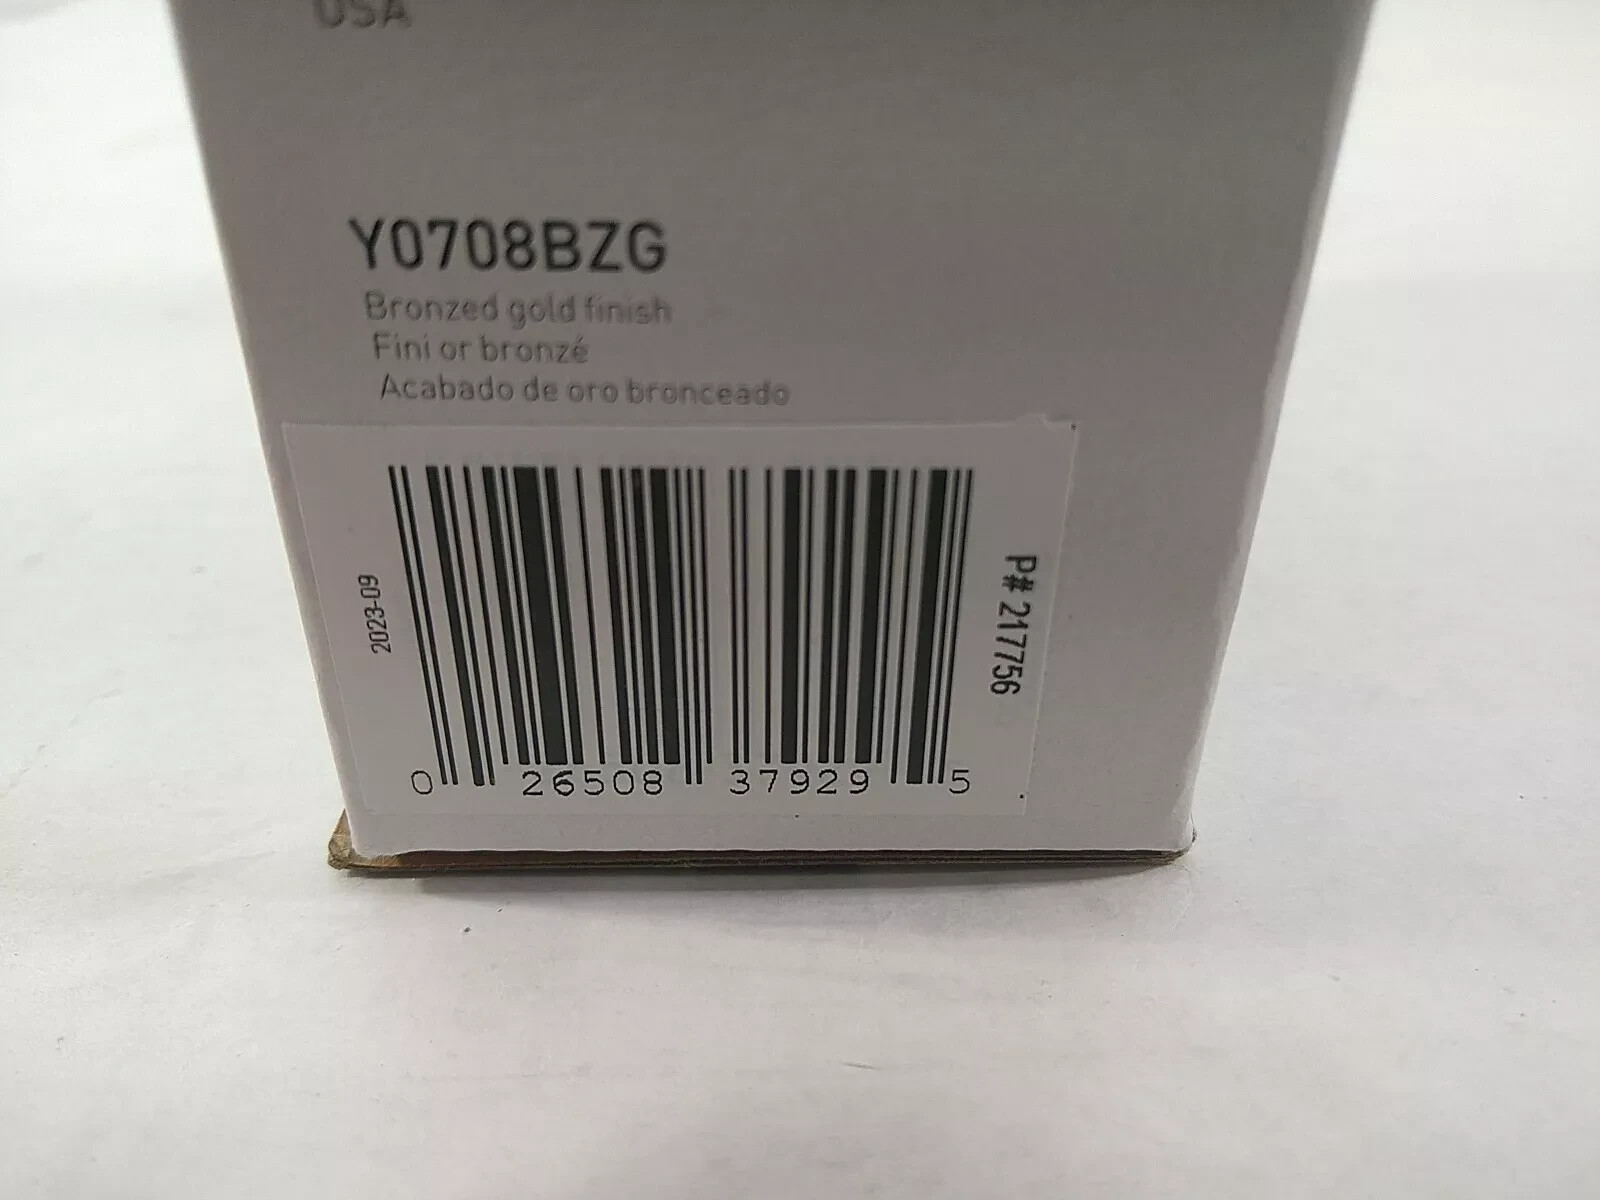 USA
Y0708BZG
Bronzed gold finish
Fini or bronzé
Acabado de oro bronceado
2023-09
P# 217756
0 26508 37929 5